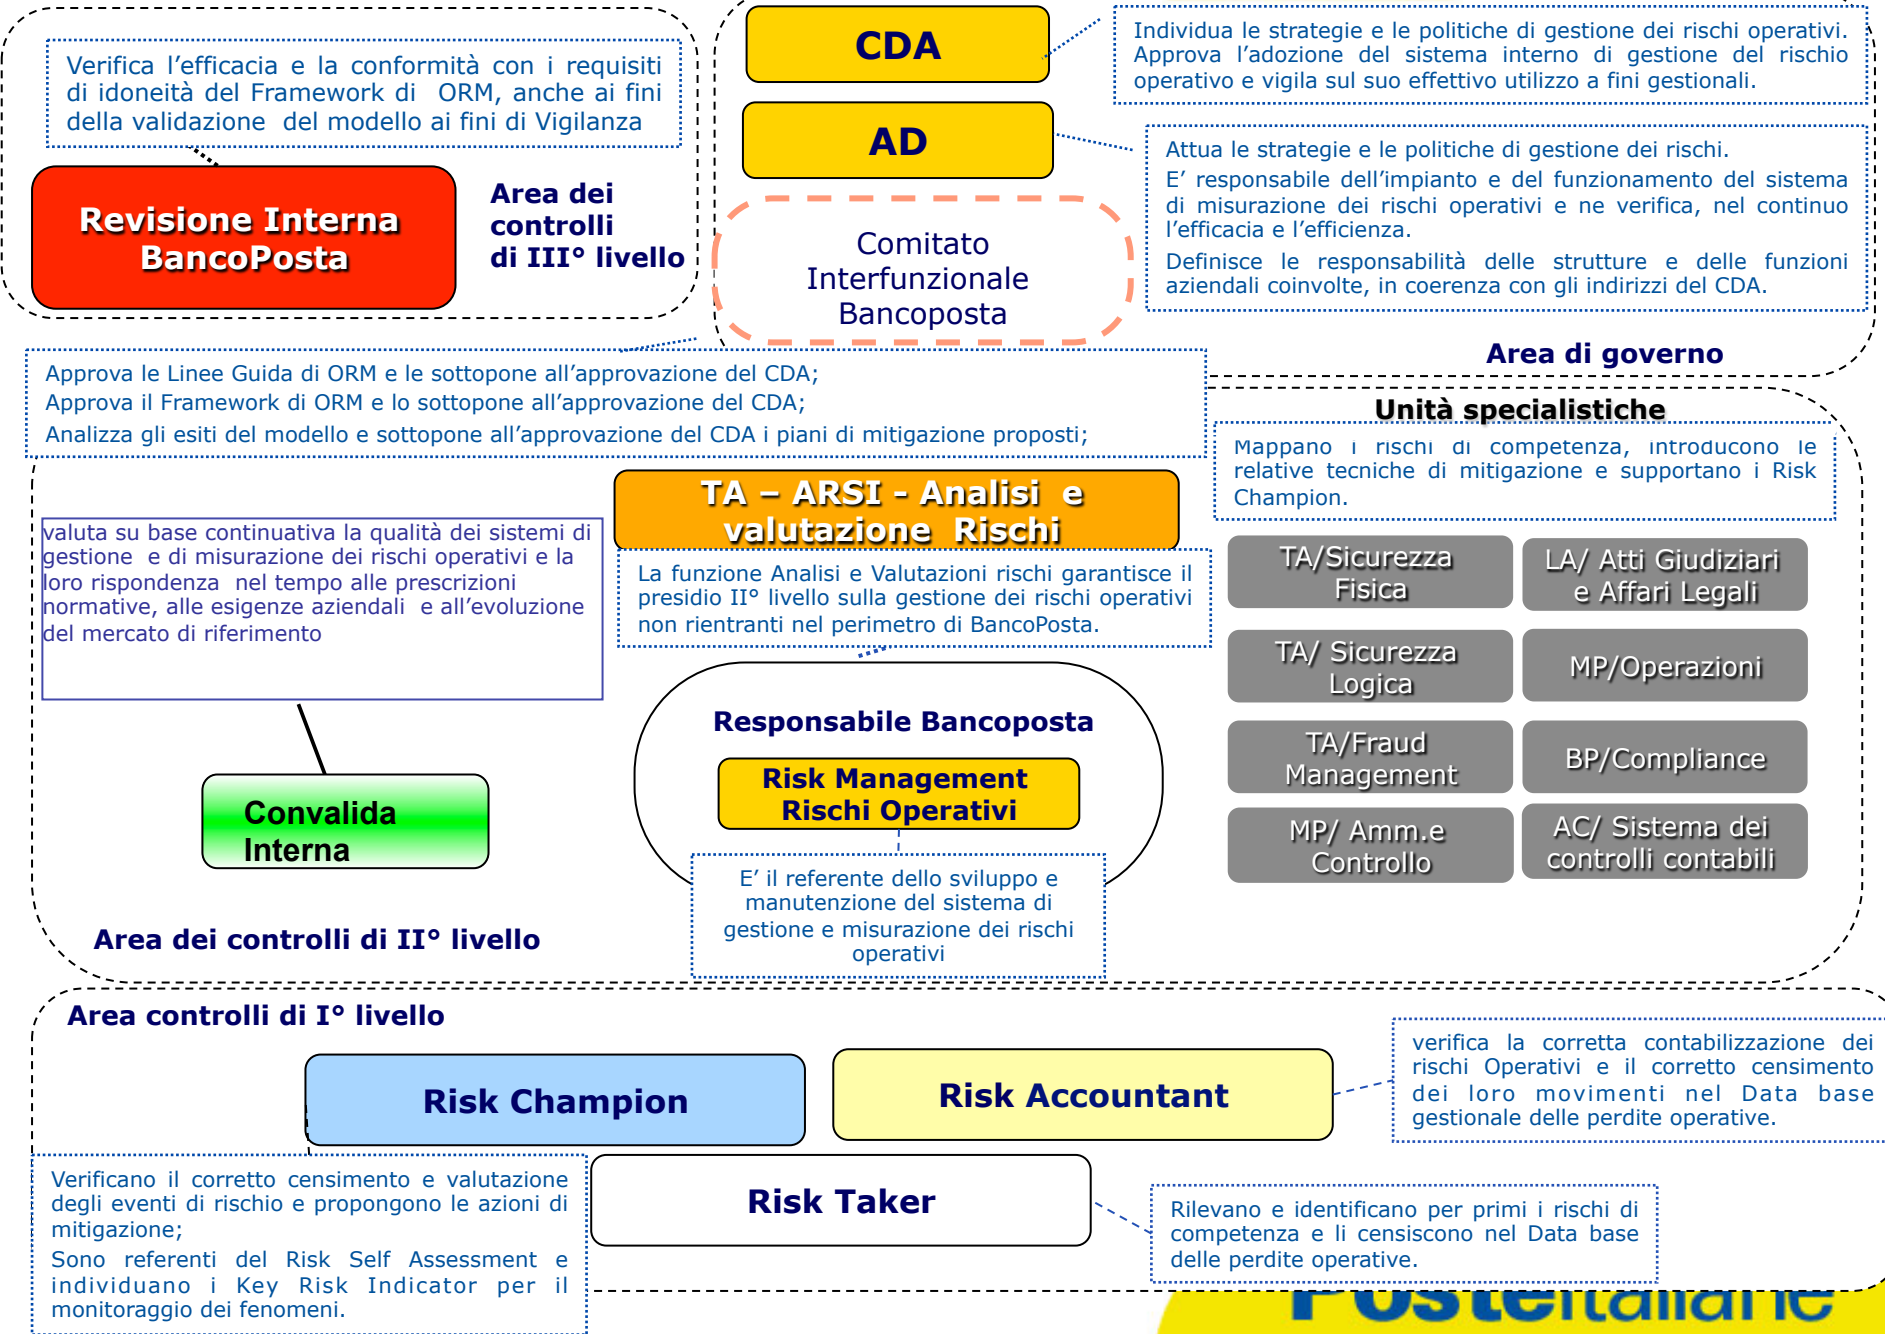 Verifica l'efficacia e la conformità con i requisiti
di idoneità del Framework di ORM, anche ai fini
della validazione del modello ai fini di Vigilanza
Revisione Interna
BancoPosta
Area dei
controlli
di III° livello
CDA
Individua le strategie e le politiche di gestione dei rischi operativi.
Approva l'adozione del sistema interno di gestione del rischio
operativo e vigila sul suo effettivo utilizzo a fini gestionali.
AD
Attua le strategie e le politiche di gestione dei rischi.
E' responsabile dell'impianto e del funzionamento del sistema
di misurazione dei rischi operativi e ne verifica, nel continuo
l'efficacia e l'efficienza.
Definisce le responsabilità delle strutture e delle funzioni
aziendali coinvolte, in coerenza con gli indirizzi del CDA.
Comitato
Interfunzionale
Bancoposta
Area di governo
Approva le Linee Guida di ORM e le sottopone all'approvazione del CDA;
Approva il Framework di ORM e lo sottopone all'approvazione del CDA;
Analizza gli esiti del modello e sottopone all'approvazione del CDA i piani di mitigazione proposti;
Unità specialistiche
Mappano i rischi di competenza, introducono le
relative tecniche di mitigazione e supportano i Risk
Champion.
TA – ARSI - Analisi e
valutazione Rischi
La funzione Analisi e Valutazioni rischi garantisce il
presidio II° livello sulla gestione dei rischi operativi
non rientranti nel perimetro di BancoPosta.
valuta su base continuativa la qualità dei sistemi di
gestione e di misurazione dei rischi operativi e la
loro rispondenza nel tempo alle prescrizioni
normative, alle esigenze aziendali e all'evoluzione
del mercato di riferimento
TA/Sicurezza
Fisica
LA/ Atti Giudiziari
e Affari Legali
TA/ Sicurezza
Logica
MP/Operazioni
TA/Fraud
Management
BP/Compliance
MP/ Amm.e
Controllo
AC/ Sistema dei
controlli contabili
Responsabile Bancoposta
Risk Management
Rischi Operativi
E' il referente dello sviluppo e
manutenzione del sistema di
gestione e misurazione dei rischi
operativi
Convalida
Interna
Area dei controlli di II° livello
Area controlli di I° livello
Risk Champion
Risk Accountant
verifica la corretta contabilizzazione dei
rischi Operativi e il corretto censimento
dei loro movimenti nel Data base
gestionale delle perdite operative.
Verificano il corretto censimento e valutazione
degli eventi di rischio e propongono le azioni di
mitigazione;
Sono referenti del Risk Self Assessment e
individuano i Key Risk Indicator per il
monitoraggio dei fenomeni.
Risk Taker
Rilevano e identificano per primi i rischi di
competenza e li censiscono nel Data base
delle perdite operative.
Posteitaliane